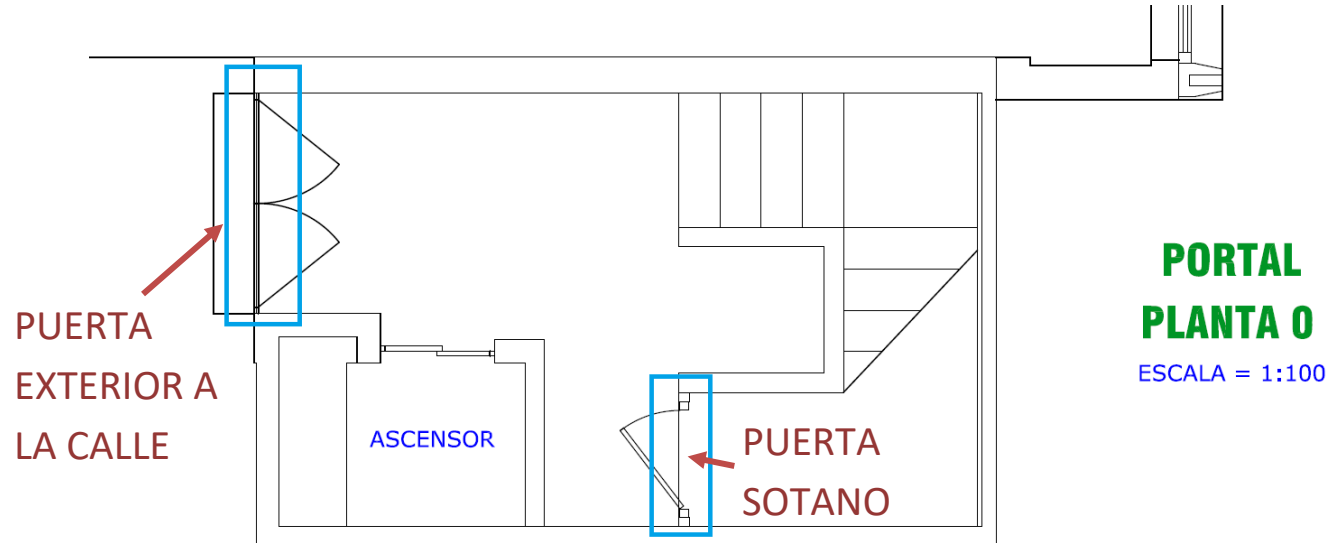 PORTAL
PLANTA 0
ESCALA = 1:100
PUERTA
EXTERIOR A
LA CALLE
ASCENSOR
PUERTA
SOTANO